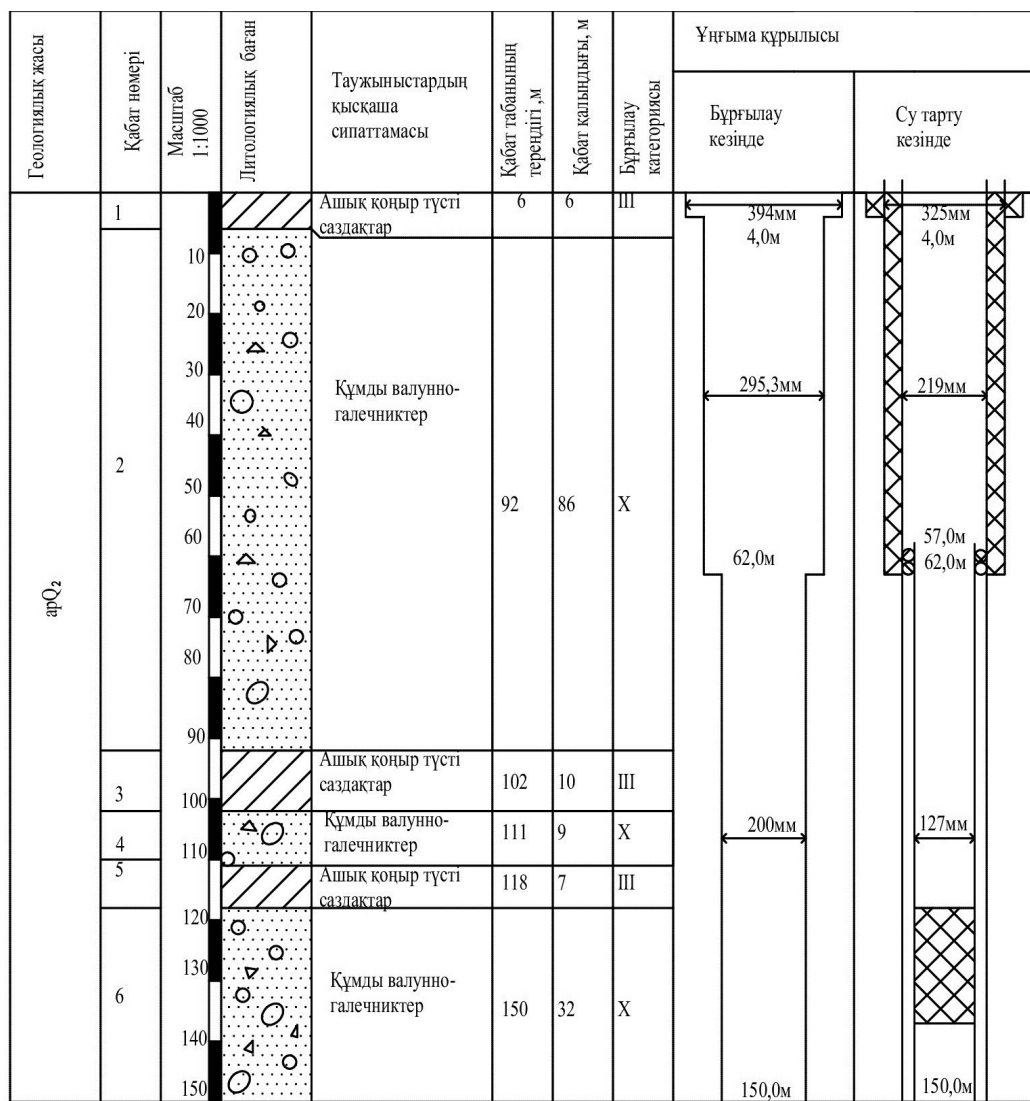 Геологиялық жасы
Қабат нөмері
Масштаб
1:1000
Литологиялық баған
Таужыныстардың
қысқаша
сипаттамасы
Қабат табанының
тереңдігі ,м
Қабат қалыңдығы, м
Бұрғылау
категориясы
Ұңғыма құрылысы
Бұрғылау
кезінде
Су тарту
кезінде
apQ₂
1
Ашық қоңыр түсті
саздақтар
6
6
III
394мм
4,0м
325мм
4,0м
10
20
30
40
50
60
70
80
90
2
Құмды валунно-
галечниктер
92
86
X
295,3мм
219мм
62,0м
57,0м
62,0м
3
100
Ашық қоңыр түсті
саздақтар
102
10
III
4
110
Құмды валунно-
галечниктер
111
9
X
200мм
127мм
5
Ашық қоңыр түсті
саздақтар
118
7
III
120
130
140
150
6
Құмды валунно-
галечниктер
150
32
X
150,0м
150,0м